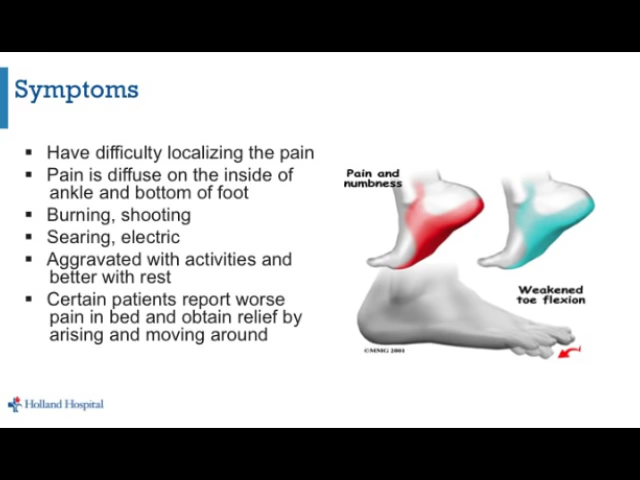 Symptoms
▪ Have difficulty localizing the pain
▪ Pain is diffuse on the inside of
ankle and bottom of foot
▪ Burning, shooting
▪ Searing, electric
▪ Aggravated with activities and
better with rest
▪ Certain patients report worse
pain in bed and obtain relief by
arising and moving around
Pain and
numbness
Weakened
toe flexion
©MMG 2001
Holland Hospital